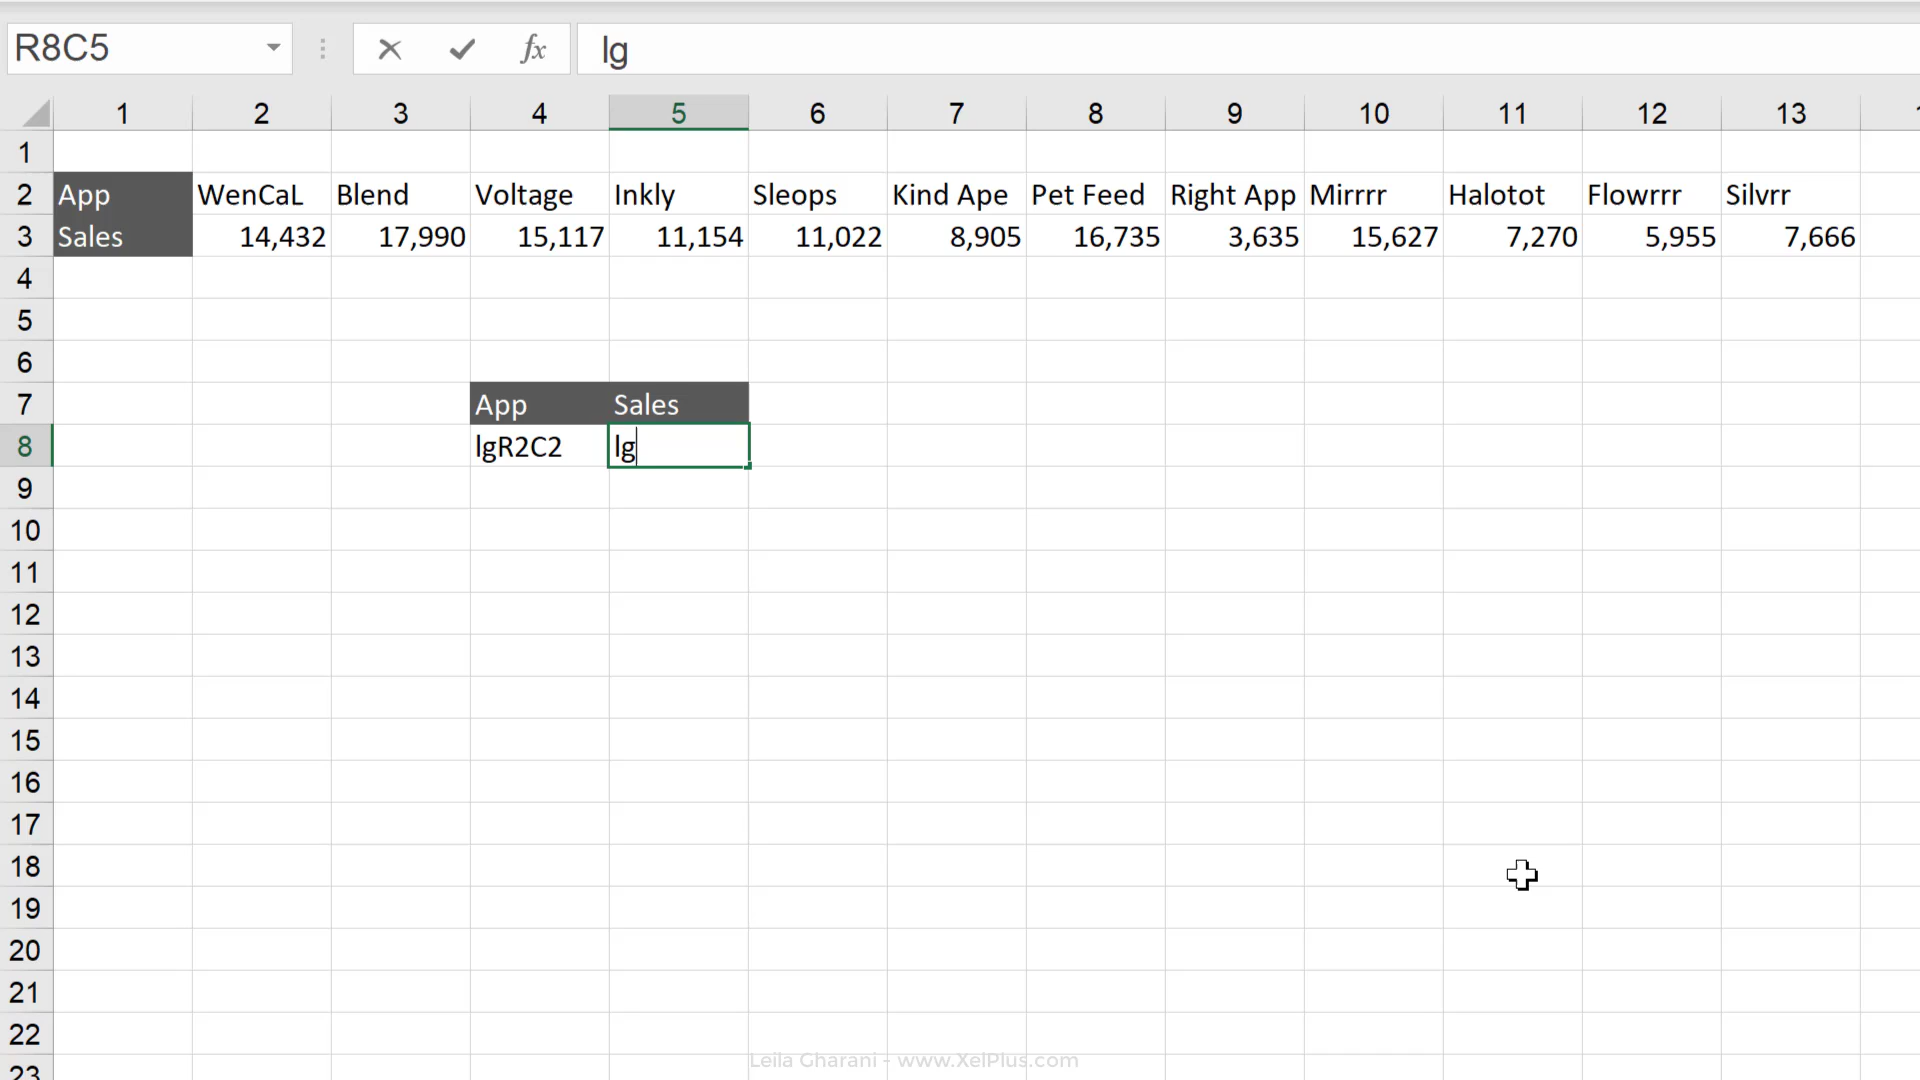 R8C5 fx lg
1 2 3 4 5 6 7 8 9 10 11 12 13
1
2 App WenCaL Blend Voltage Inkly Sleops Kind Ape Pet Feed Right App Mirrrr Halotot Flowrrr Silvrr
3 Sales 14,432 17,990 15,117 11,154 11,022 8,905 16,735 3,635 15,627 7,270 5,955 7,666
4
5
6
7 App Sales
8 lgR2C2 lg
9
10
11
12
13
14
15
16
17
18
19
20
21
22
23
Leila Gharani - www.XelPlus.com